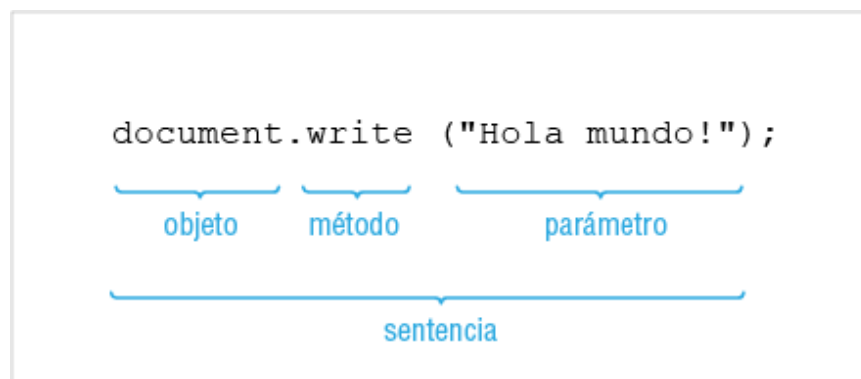 document.write ("Hola mundo!");
objeto método parámetro
sentencia